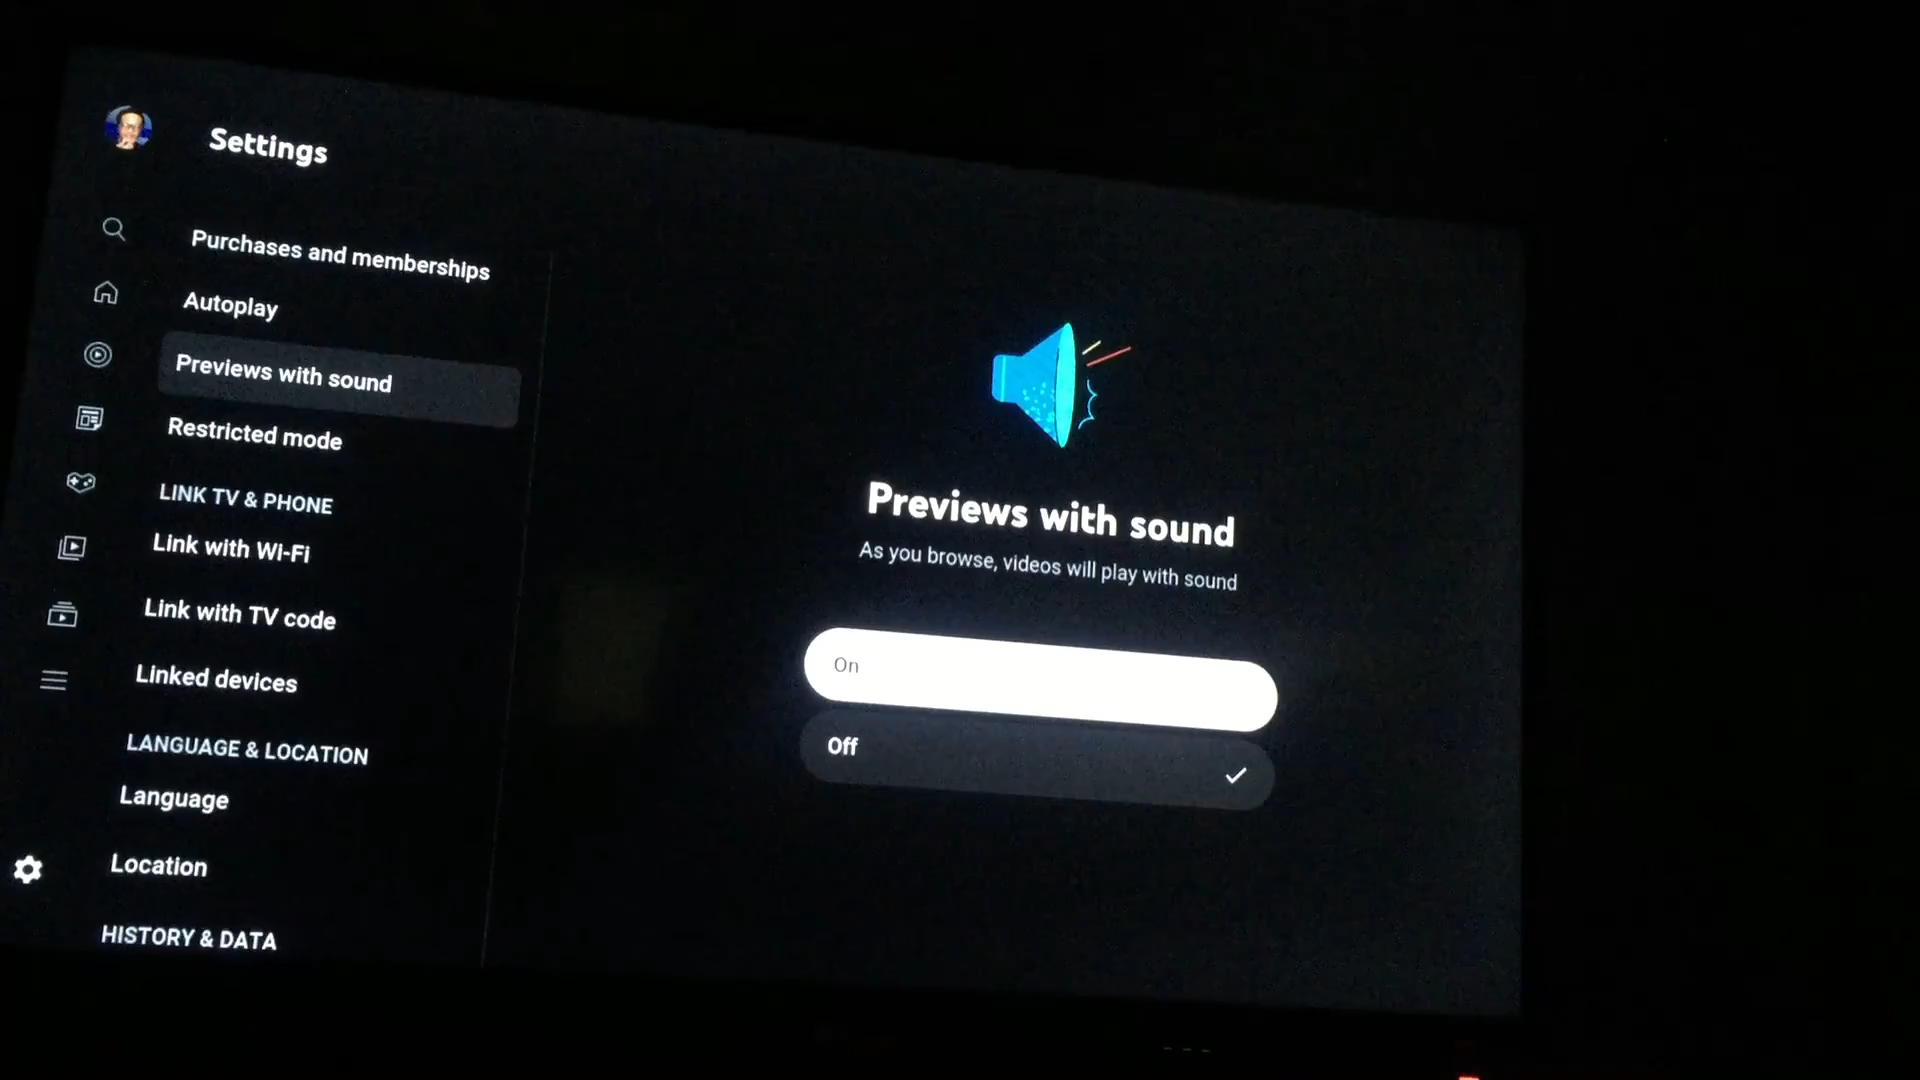 Settings
Purchases and memberships
Autoplay
Previews with sound
Restricted mode
LINK TV & PHONE
Link with Wi-Fi
Link with TV code
Linked devices
LANGUAGE & LOCATION
Language
Location
HISTORY & DATA
Previews with sound
As you browse, videos will play with sound
On
Off